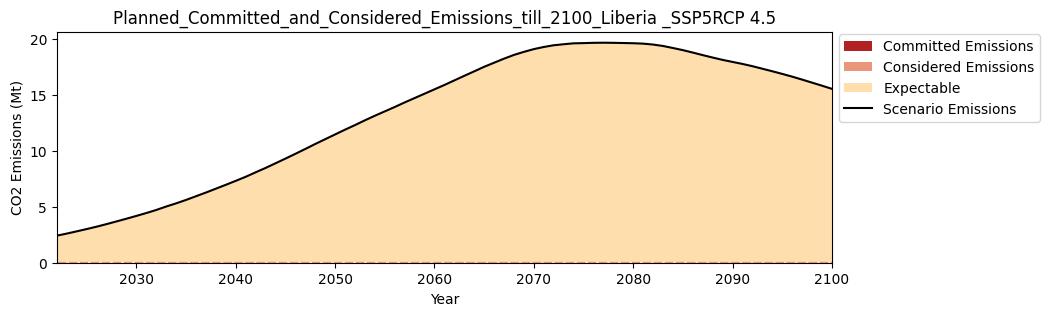 Planned_Committed_and_Considered_Emissions_till_2100_Liberia _SSP5RCP 4.5
20
15
10
5
0
CO2 Emissions (Mt)
2030 2040 2050 2060 2070 2080 2090 2100
Year
Committed Emissions
Considered Emissions
Expectable
Scenario Emissions